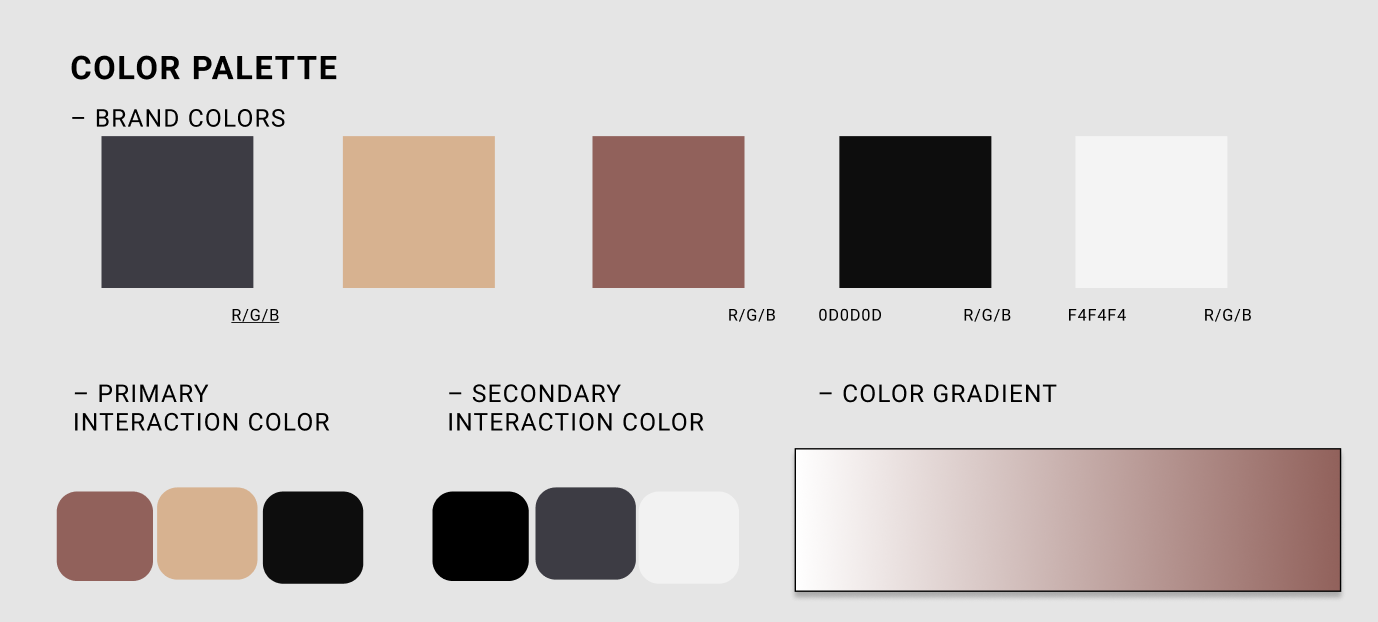 COLOR PALETTE
– BRAND COLORS
R/G/B
R/G/B
0D0D0D
R/G/B
F4F4F4
R/G/B
– PRIMARY
INTERACTION COLOR
– SECONDARY
INTERACTION COLOR
– COLOR GRADIENT